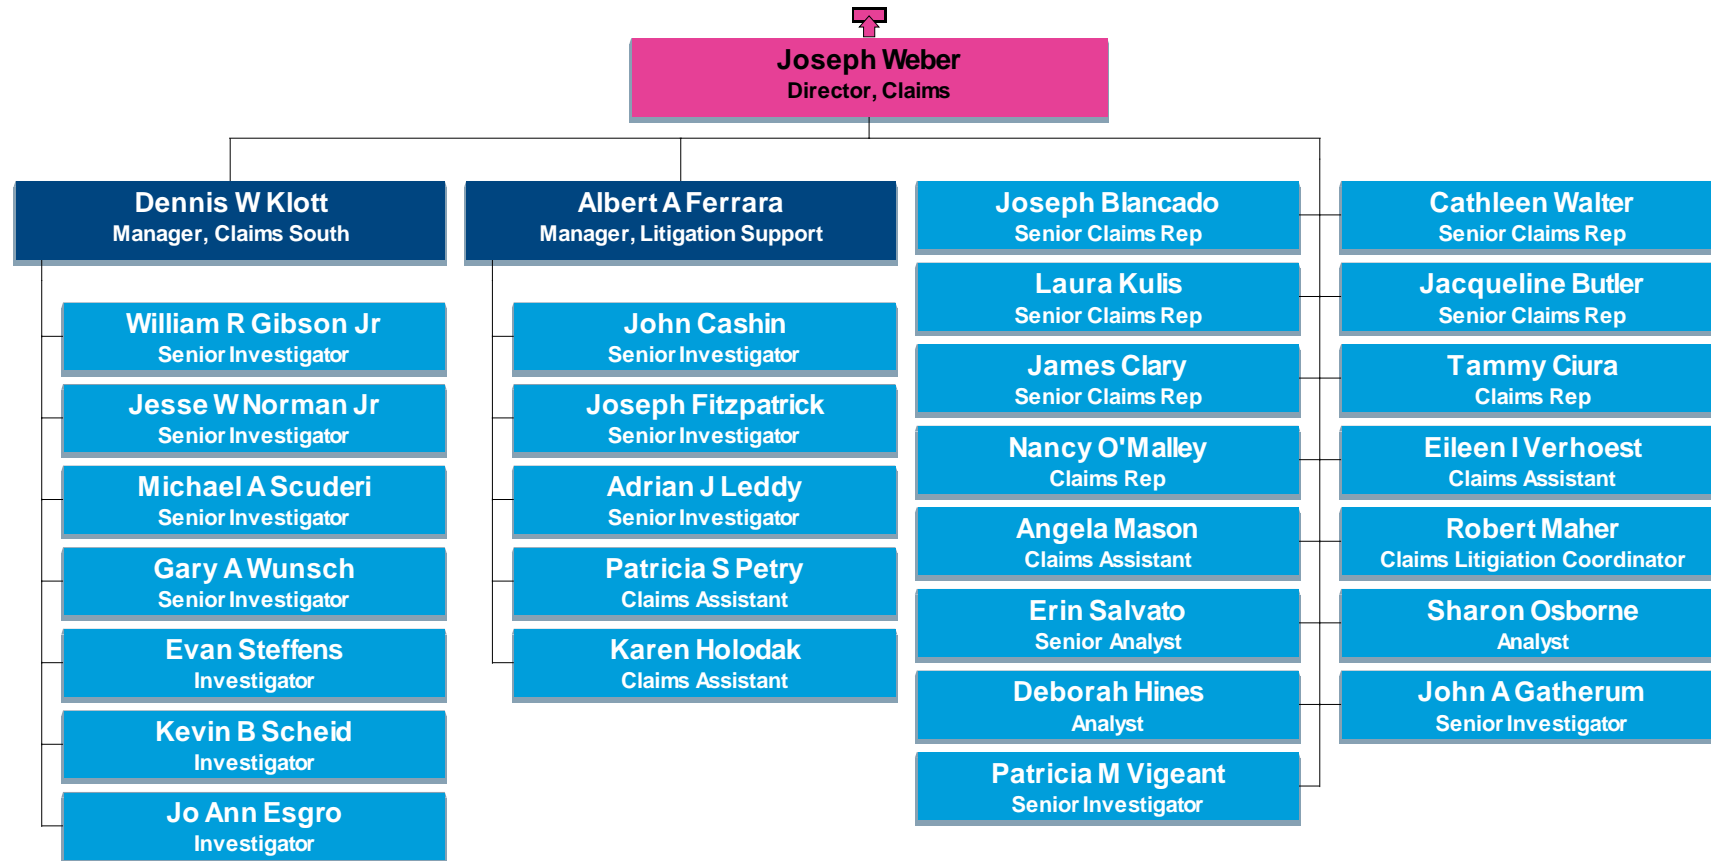 Joseph Weber
Director, Claims
Dennis W Klott
Manager, Claims South
William R Gibson Jr
Senior Investigator
Jesse W Norman Jr
Senior Investigator
Michael A Scuderi
Senior Investigator
Gary A Wunsch
Senior Investigator
Evan Steffens
Investigator
Kevin B Scheid
Investigator
Jo Ann Esgro
Investigator
Albert A Ferrara
Manager, Litigation Support
John Cashin
Senior Investigator
Joseph Fitzpatrick
Senior Investigator
Adrian J Leddy
Senior Investigator
Patricia S Petry
Claims Assistant
Karen Holodak
Claims Assistant
Joseph Blancado
Senior Claims Rep
Laura Kulis
Senior Claims Rep
James Clary
Senior Claims Rep
Nancy O'Malley
Claims Rep
Angela Mason
Claims Assistant
Erin Salvato
Senior Analyst
Deborah Hines
Analyst
Patricia M Vigeant
Senior Investigator
Cathleen Walter
Senior Claims Rep
Jacqueline Butler
Senior Claims Rep
Tammy Ciura
Claims Rep
Eileen I Verhoest
Claims Assistant
Robert Maher
Claims Litigiation Coordinator
Sharon Osborne
Analyst
John A Gatherum
Senior Investigator